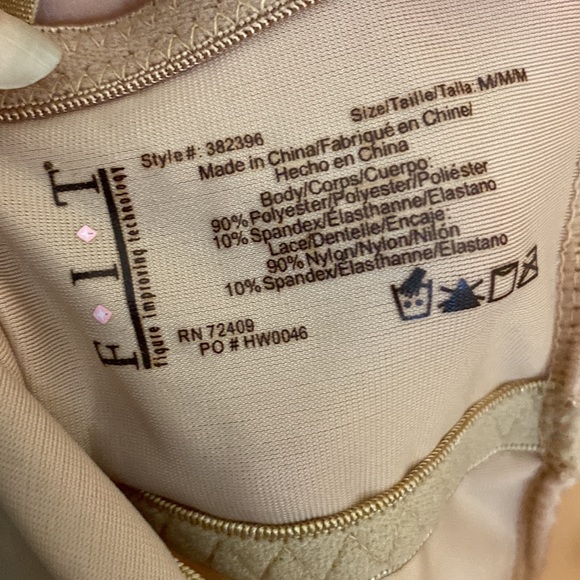 Size/Taille/Talla: M/M/M
Style #: 382396
Made in China/Fabriqué en Chine/
Hecho en China
Body/Corps/Cuerpo:
90% Polyester/Polyester/Poliéster
10% Spandex/Élasthanne/Elastano
Lace/Dentelle/Encaje:
90% Nylon/Nylon/Nilón
10% Spandex/Élasthanne/Elastano
RN 72409
PO # HW0046
F.I.T®
figure improving technology